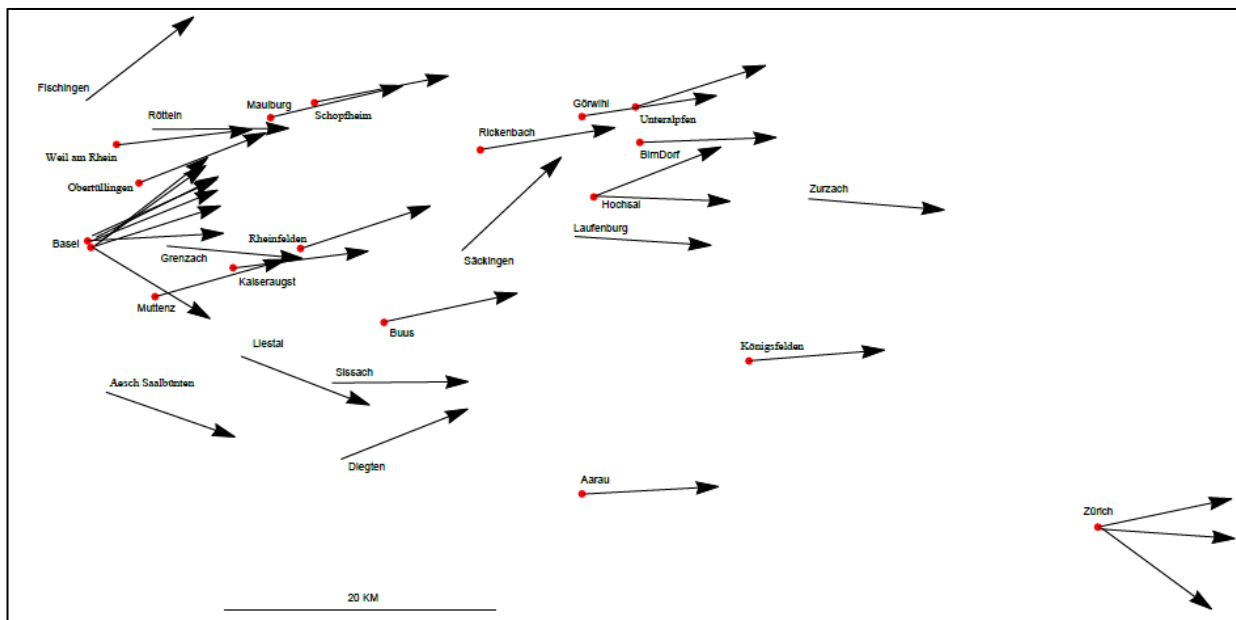 Fischingen
Maulburg
Schopfheim
Rötteln
Görwihl
Unteralpfen
Rickenbach
BirnDorf
Weil am Rhein
Obertüllingen
Hochsal
Zurzach
Laufenburg
Basel
Rheinfelden
Grenzach
Säckingen
Kaiseraugst
Muttenz
Buus
Liestal
Königsfelden
Sissach
Aesch Saalbünten
Diegten
Aarau
Zürich
20 KM